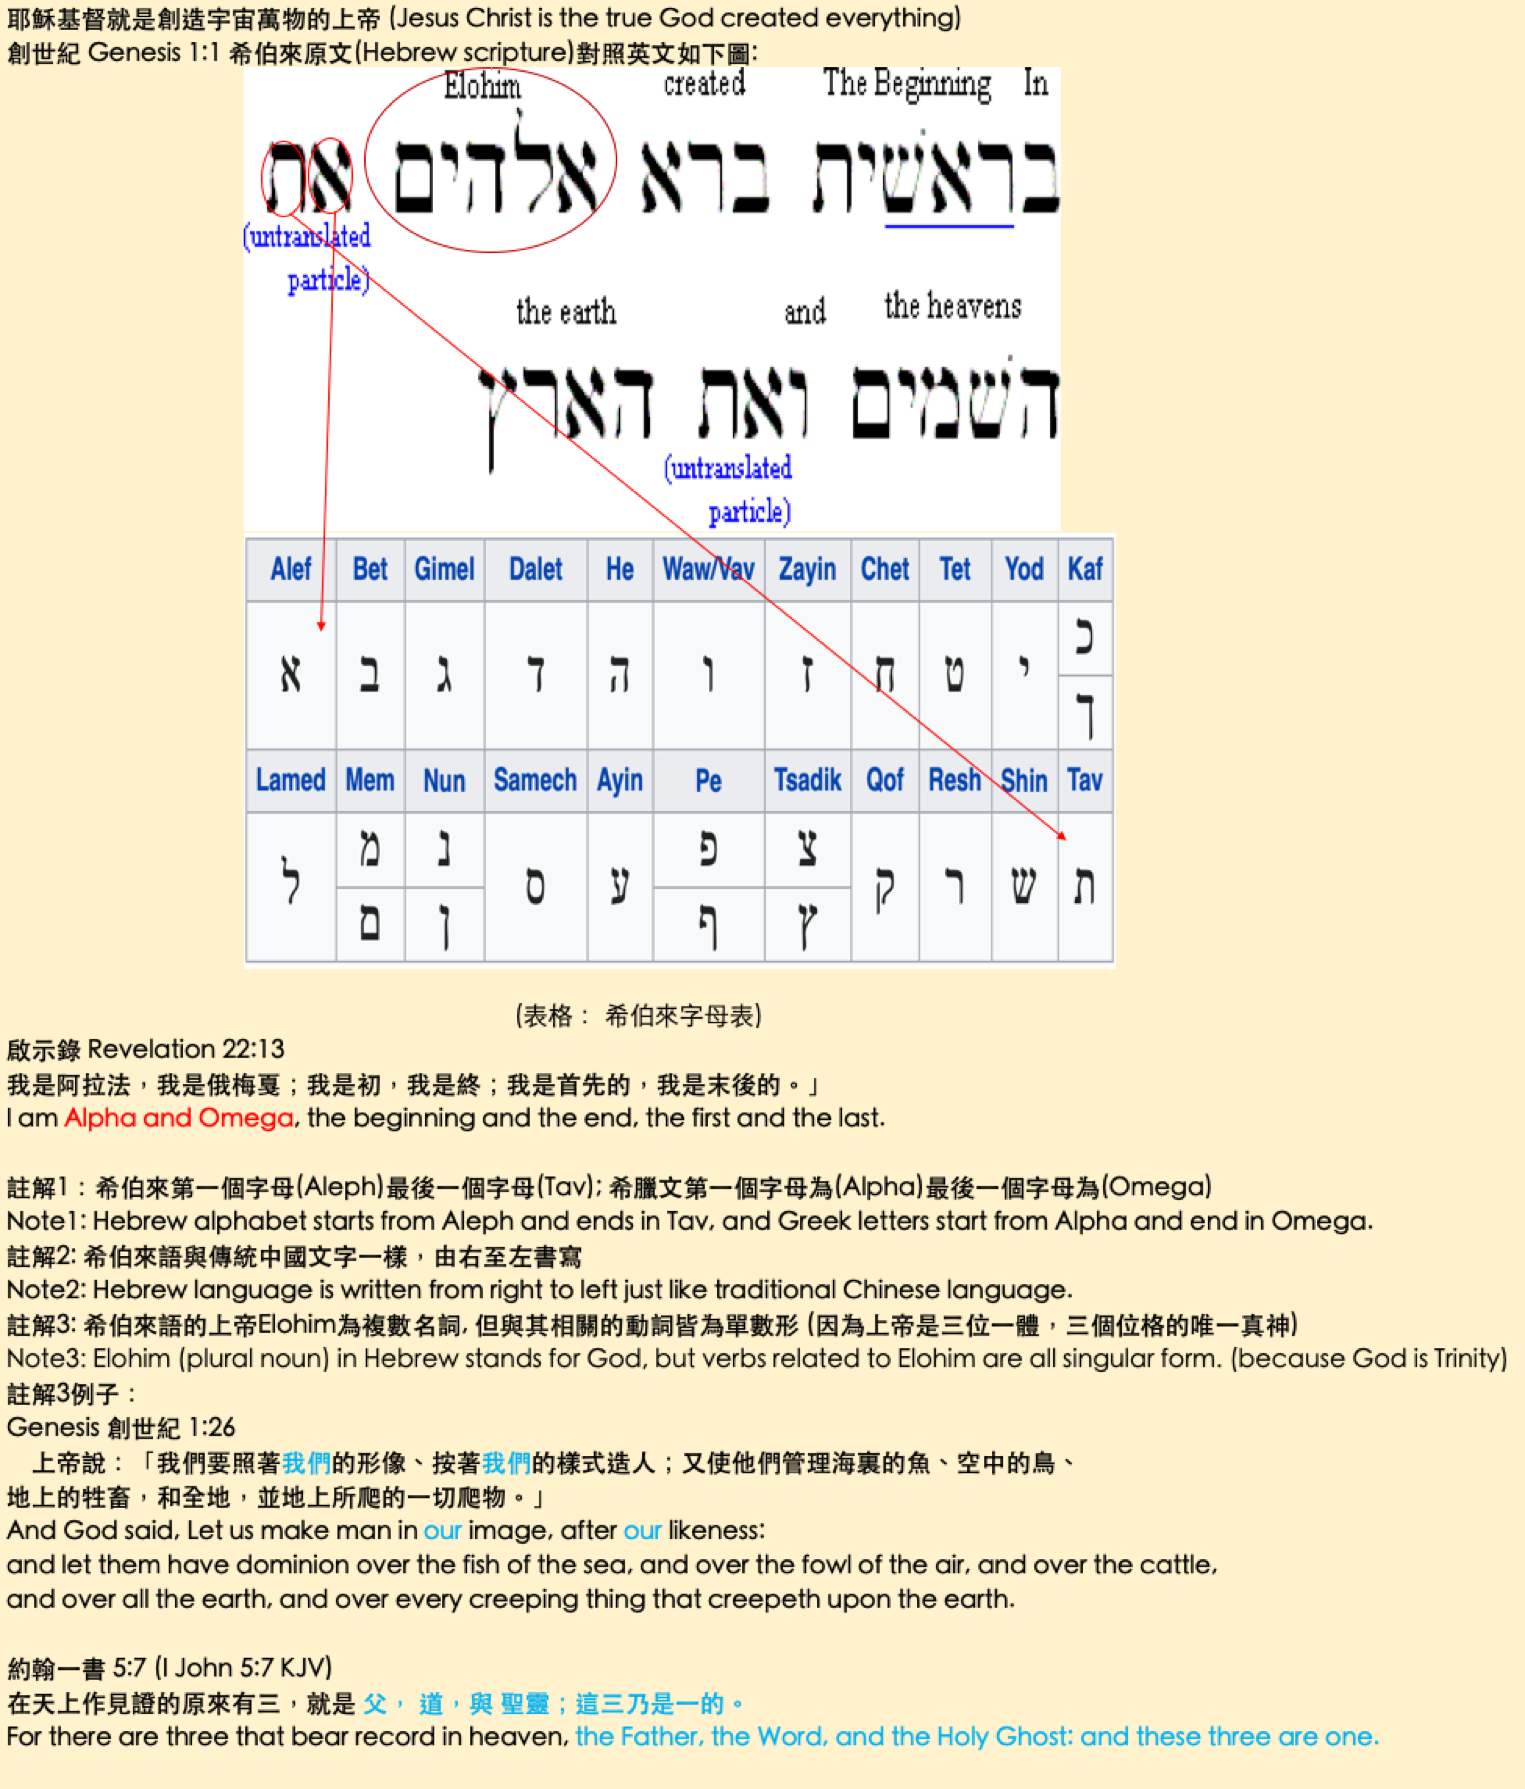 耶穌基督就是創造宇宙萬物的上帝 (Jesus Christ is the true God created everything)
創世紀 Genesis 1:1 希伯來原文(Hebrew scripture)對照英文如下圖:
Elohim created The Beginning In
בראשׁית ברא אלהים את
(untranslated
particle)
the earth and the heavens
השׁמים ואת הארץ
(untranslated
particle)
Alef Bet Gimel Dalet He Waw/Vav Zayin Chet Tet Yod Kaf
א ב ג ד ה ו ז ח ט י כ
ך
Lamed Mem Nun Samech Ayin Pe Tsadik Qof Resh Shin Tav
ל מ נ ס ע פ צ ק ר ש ת
ם ן ף ץ
(表格： 希伯來字母表)
啟示錄 Revelation 22:13
我是阿拉法，我是俄梅戛；我是初，我是終；我是首先的，我是末後的。」
I am Alpha and Omega, the beginning and the end, the first and the last.
註解1：希伯來第一個字母(Aleph)最後一個字母(Tav); 希臘文第一個字母為(Alpha)最後一個字母為(Omega)
Note1: Hebrew alphabet starts from Aleph and ends in Tav, and Greek letters start from Alpha and end in Omega.
註解2: 希伯來語與傳統中國文字一樣，由右至左書寫
Note2: Hebrew language is written from right to left just like traditional Chinese language.
註解3: 希伯來語的上帝Elohim為複數名詞, 但與其相關的動詞皆為單數形 (因為上帝是三位一體，三個位格的唯一真神)
Note3: Elohim (plural noun) in Hebrew stands for God, but verbs related to Elohim are all singular form. (because God is Trinity)
註解3例子：
Genesis 創世紀 1:26
上帝說：「我們要照著我們的形像、按著我們的樣式造人；又使他們管理海裏的魚、空中的鳥、
地上的牲畜，和全地，並地上所爬的一切爬物。」
And God said, Let us make man in our image, after our likeness:
and let them have dominion over the fish of the sea, and over the fowl of the air, and over the cattle,
and over all the earth, and over every creeping thing that creepeth upon the earth.
約翰一書 5:7 (I John 5:7 KJV)
在天上作見證的原來有三，就是 父， 道，與 聖靈；這三乃是一的。
For there are three that bear record in heaven, the Father, the Word, and the Holy Ghost: and these three are one.